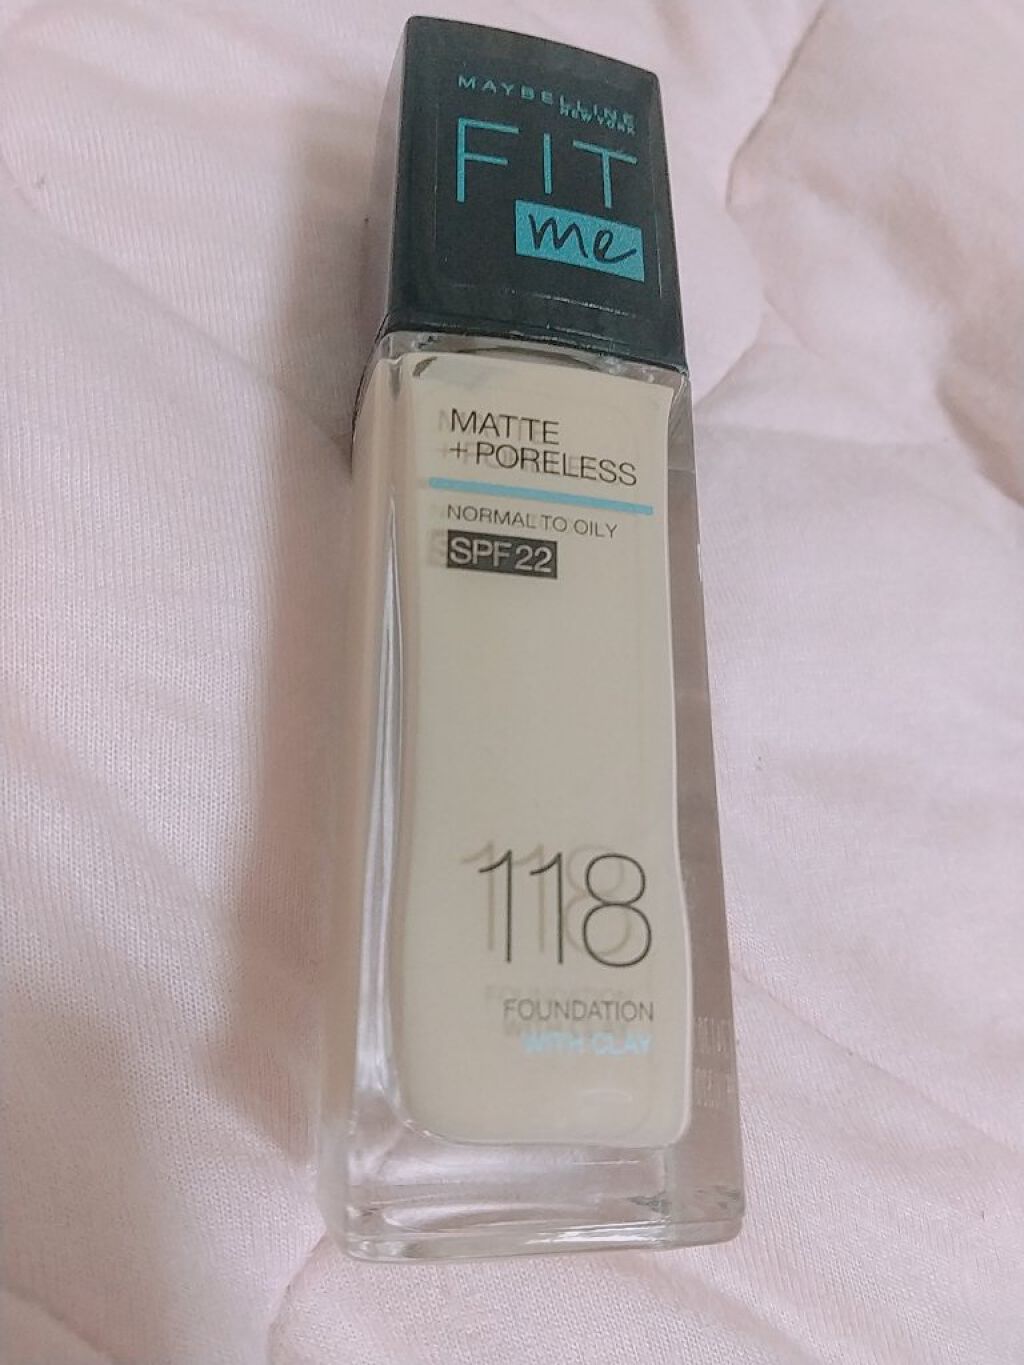 MAYBELLINE
NEW YORK
FIT
me
MATTE
+PORELESS
NORMAL TO OILY
SPF 22
118
FOUNDATION
WITH CLAY